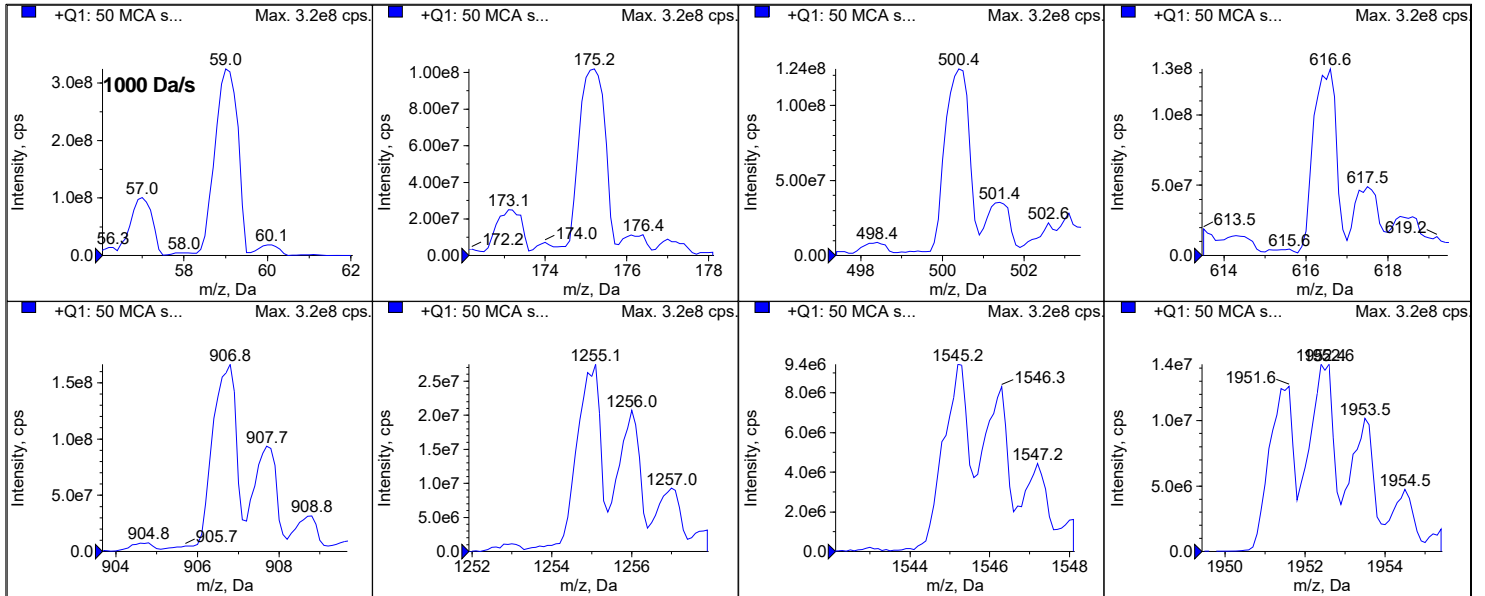 +Q1: 50 MCA s... Max. 3.2e8 cps.
59.0
3.0e8
1000 Da/s
2.0e8
57.0
1.0e8
60.1
56.3
58.0
0.0
58 60 62
m/z, Da
Intensity, cps
+Q1: 50 MCA s... Max. 3.2e8 cps.
175.2
1.00e8
8.00e7
6.00e7
4.00e7
173.1
2.00e7
174.0
176.4
172.2
0.00
174 176 178
m/z, Da
Intensity, cps
+Q1: 50 MCA s... Max. 3.2e8 cps.
500.4
1.24e8
1.00e8
5.00e7
501.4
502.6
498.4
0.00
498 500 502
m/z, Da
Intensity, cps
+Q1: 50 MCA s... Max. 3.2e8 cps.
616.6
1.3e8
1.0e8
617.5
5.0e7
613.5
619.2
615.6
0.0
614 616 618
m/z, Da
Intensity, cps
+Q1: 50 MCA s... Max. 3.2e8 cps.
906.8
1.5e8
1.0e8
907.7
5.0e7
908.8
904.8
905.7
0.0
904 906 908
m/z, Da
Intensity, cps
+Q1: 50 MCA s... Max. 3.2e8 cps.
1255.1
2.5e7
2.0e7
1256.0
1.5e7
1.0e7
1257.0
5.0e6
0.0
1252 1254 1256
m/z, Da
Intensity, cps
+Q1: 50 MCA s... Max. 3.2e8 cps.
1545.2
9.4e6
1546.3
8.0e6
6.0e6
1547.2
4.0e6
2.0e6
0.0
1544 1546 1548
m/z, Da
Intensity, cps
+Q1: 50 MCA s... Max. 3.2e8 cps.
1951.6
1.4e7
1953.5
1.0e7
1954.5
5.0e6
0.0
1950 1952 1954
m/z, Da
Intensity, cps